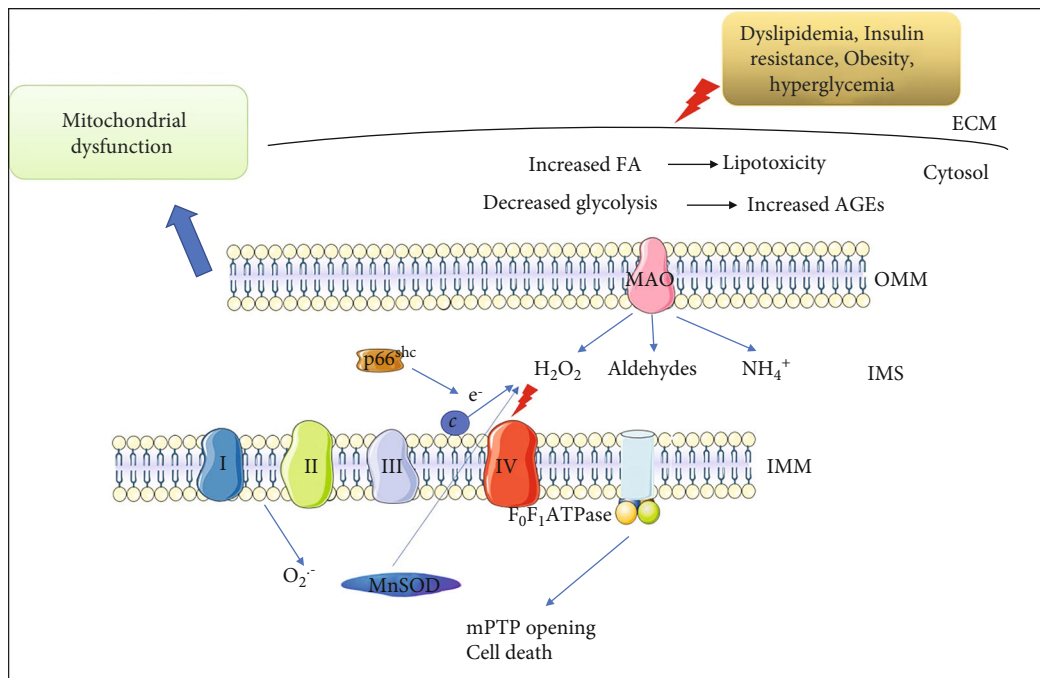 Dyslipidemia, Insulin
resistance, Obesity,
hyperglycemia
Mitochondrial
dysfunction
ECM
Increased FA
Lipotoxicity
Cytosol
Decreased glycolysis
Increased AGEs
MAO
OMM
p66shc
H₂O₂
Aldehydes
NH₄⁺
IMS
e⁻
c
I
II
III
IV
IMM
F₀F₁ATPase
O₂·⁻
MnSOD
mPTP opening
Cell death